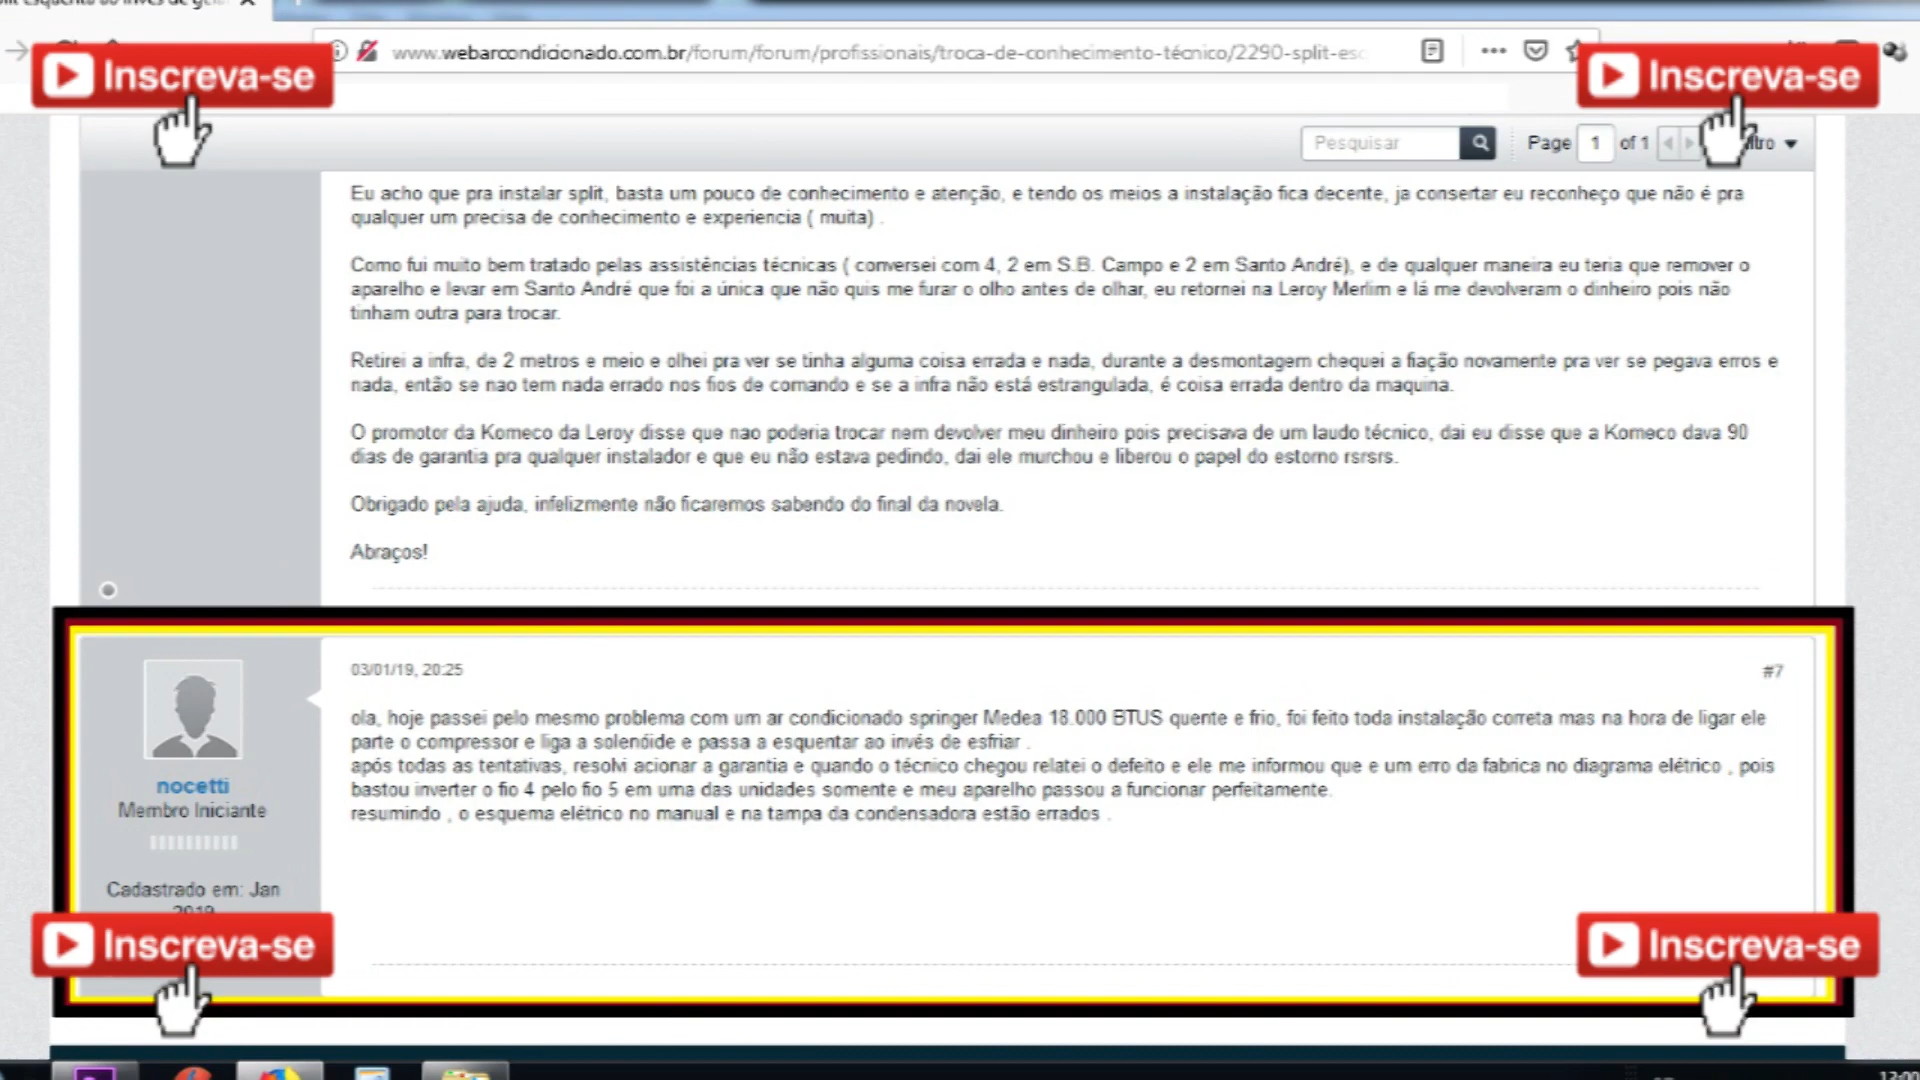 www.webarcondicionado.com.br/forum/forum/profissionais/troca-de-conhecimento-técnico/2290-split-esc
Inscreva-se
Inscreva-se
Pesquisar
Page 1 of 1
Eu acho que pra instalar split, basta um pouco de conhecimento e atenção, e tendo os meios a instalação fica decente, ja consertar eu reconheço que não é pra
qualquer um precisa de conhecimento e experiencia ( muita) .
Como fui muito bem tratado pelas assistências técnicas ( conversei com 4, 2 em S.B. Campo e 2 em Santo André), e de qualquer maneira eu teria que remover o
aparelho e levar em Santo André que foi a única que não quis me furar o olho antes de olhar, eu retornei na Leroy Merlim e lá me devolveram o dinheiro pois não
tinham outra para trocar.
Retirei a infra, de 2 metros e meio e olhei pra ver se tinha alguma coisa errada e nada, durante a desmontagem chequei a fiação novamente pra ver se pegava erros e
nada, então se nao tem nada errado nos fios de comando e se a infra não está estrangulada, é coisa errada dentro da maquina.
O promotor da Komeco da Leroy disse que nao poderia trocar nem devolver meu dinheiro pois precisava de um laudo técnico, dai eu disse que a Komeco dava 90
dias de garantia pra qualquer instalador e que eu não estava pedindo, dai ele murchou e liberou o papel do estorno rsrsrs.
Obrigado pela ajuda, infelizmente não ficaremos sabendo do final da novela.
Abraços!
03/01/19, 20:25
#7
ola, hoje passei pelo mesmo problema com um ar condicionado springer Medea 18.000 BTUS quente e frio, foi feito toda instalação correta mas na hora de ligar ele
parte o compressor e liga a solenóide e passa a esquentar ao invés de esfriar .
após todas as tentativas, resolvi acionar a garantia e quando o técnico chegou relatei o defeito e ele me informou que e um erro da fabrica no diagrama elétrico , pois
bastou inverter o fio 4 pelo fio 5 em uma das unidades somente e meu aparelho passou a funcionar perfeitamente.
resumindo , o esquema elétrico no manual e na tampa da condensadora estão errados .
nocetti
Membro Iniciante
Cadastrado em: Jan
2019
Inscreva-se
Inscreva-se